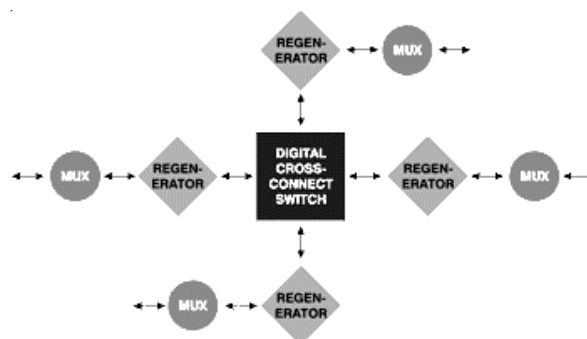 REGEN-
ERATOR
MUX
MUX
REGEN-
ERATOR
DIGITAL
CROSS-
CONNECT
SWITCH
REGEN-
ERATOR
MUX
MUX
REGEN-
ERATOR